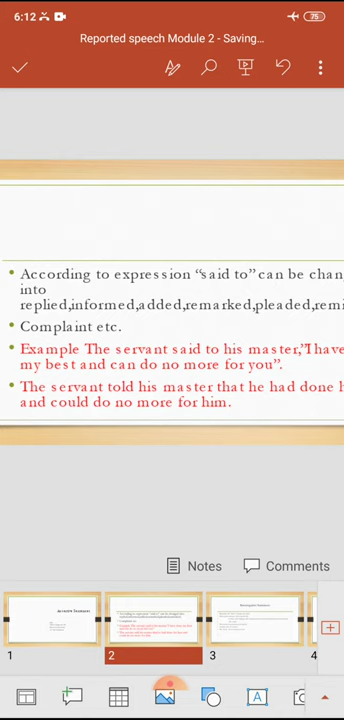 6:12
75
Reported speech Module 2 - Saving...
• According to expression “said to” can be
into
replied,informed,added,remarked,pleaded,
• Complaint etc.
• Example The servant said to his master,”I have
my best and can do no more for you”.
• The servant told his master that he had done
and could do no more for him.
Notes Comments
1 2 3 4
A